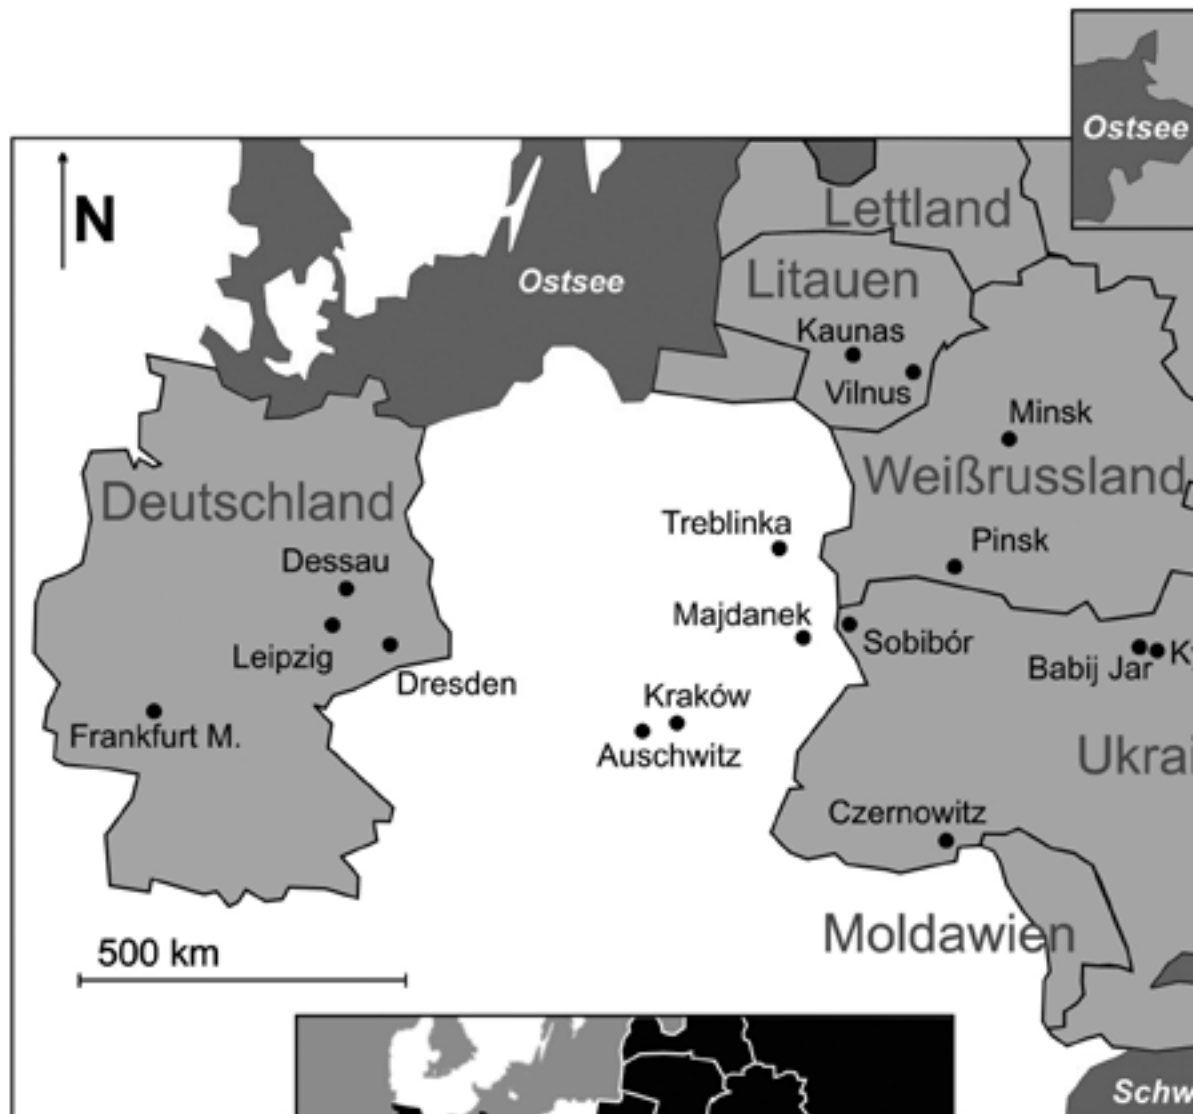 Ostsee
N
Lettland
Ostsee
Litauen
Kaunas
Vilnus
Minsk
Weißrussland
Deutschland
Treblinka
Pinsk
Dessau
Majdanek
Sobibór
Leipzig
Babij Jar
Dresden
Kraków
Frankfurt M.
Auschwitz
Czernowitz
Moldawien
500 km